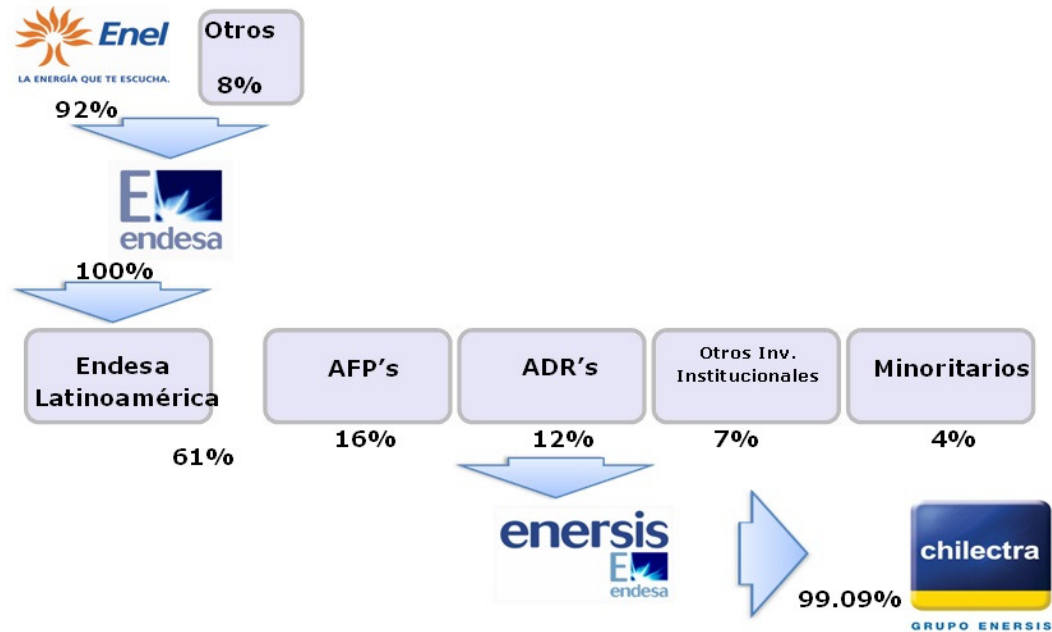 Enel
LA ENERGÍA QUE TE ESCUCHA.
Otros
8%
92%
endesa
100%
Endesa
Latinoamérica
61%
AFP's
16%
ADR's
12%
Otros Inv.
Institucionales
7%
Minoritarios
4%
enersis
endesa
99.09%
chilectra
GRUPO ENERSIS